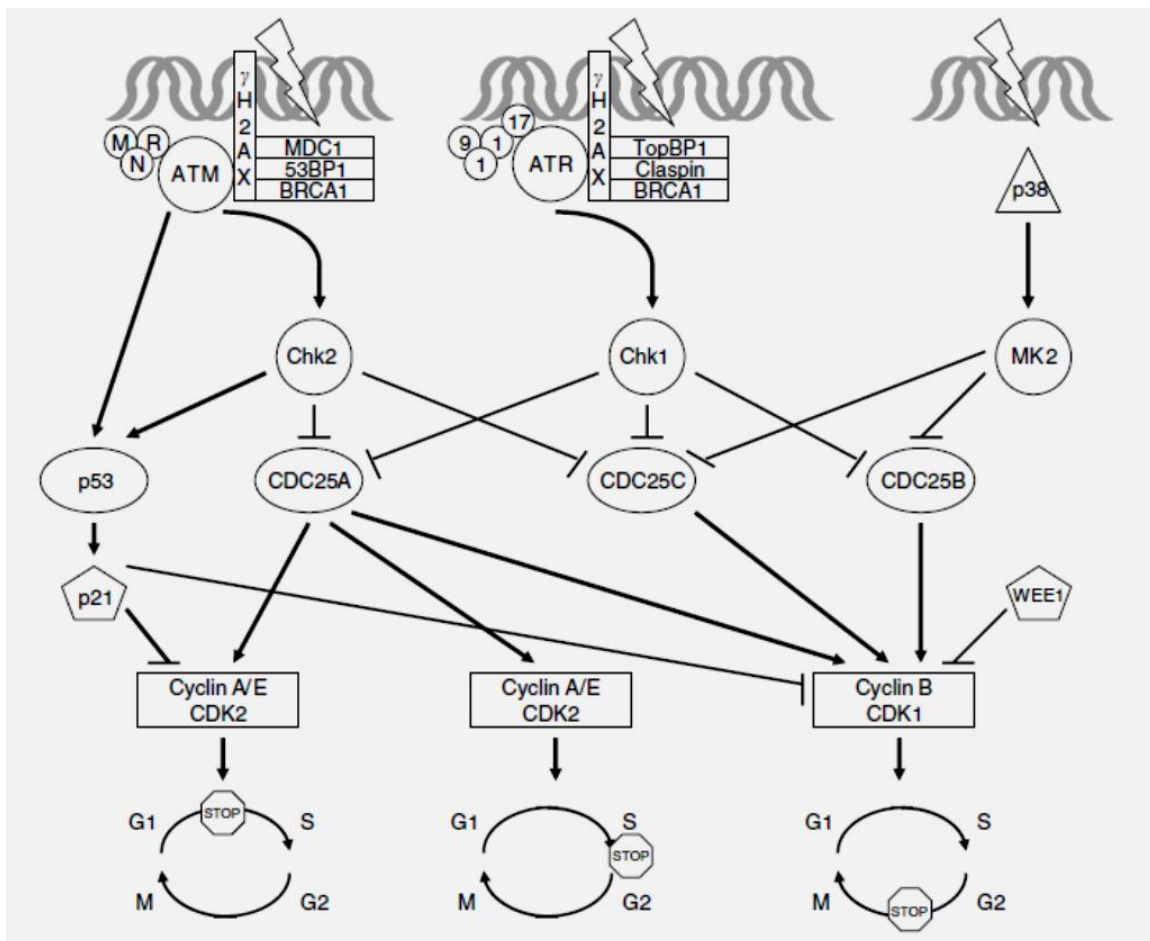 γ
H
2
A
X
MDC1
53BP1
BRCA1
M
R
N
ATM
γ
H
2
A
X
TopBP1
Claspin
BRCA1
9
1
1
17
ATR
p38
Chk2
Chk1
MK2
p53
CDC25A
CDC25C
CDC25B
p21
WEE1
Cyclin A/E
CDK2
Cyclin A/E
CDK2
Cyclin B
CDK1
G1
STOP
S
M
G2
G1
S
STOP
M
G2
G1
S
M
STOP
G2